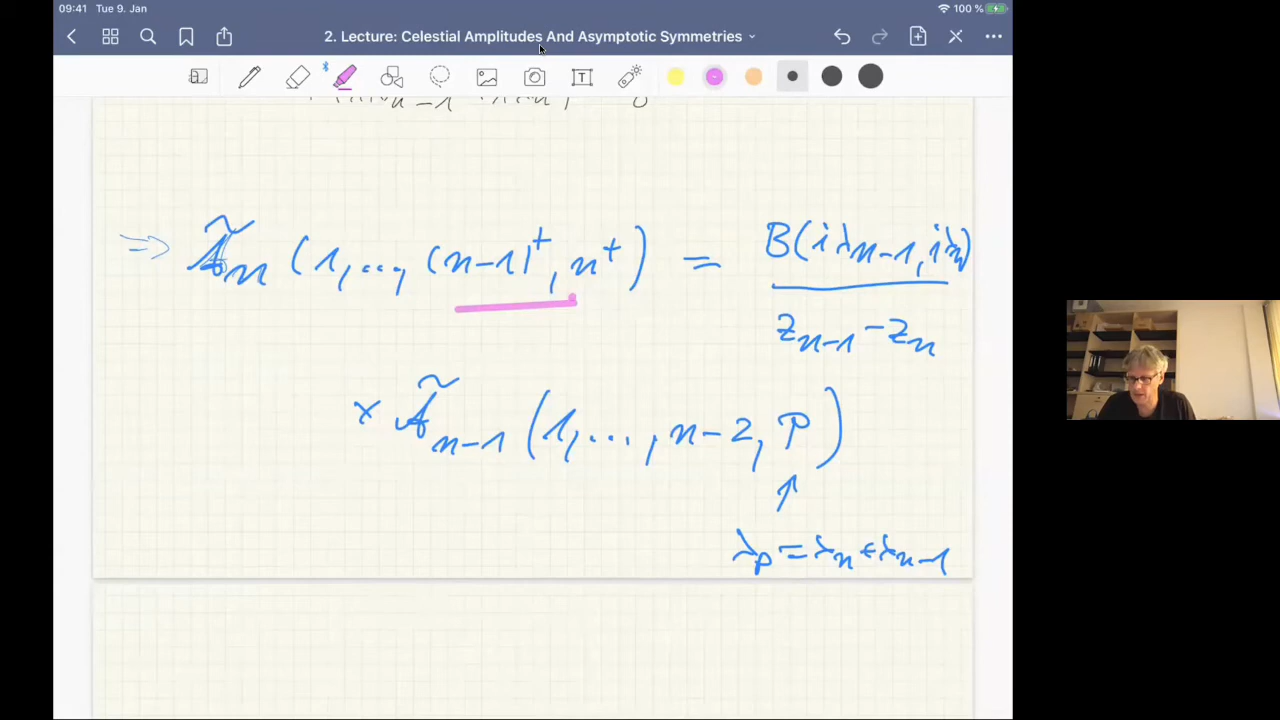 09:41 Tue 9. Jan
100 %
2. Lecture: Celestial Amplitudes And Asymptotic Symmetries
⇒ Ã_n (1, ..., (n-1)^+, n^+) = B(iλ_{n-1}, iλ_n) / (z_{n-1} - z_n)
× Ã_{n-1} (1, ..., n-2, P)
↑
λ_P = λ_n + λ_{n-1}